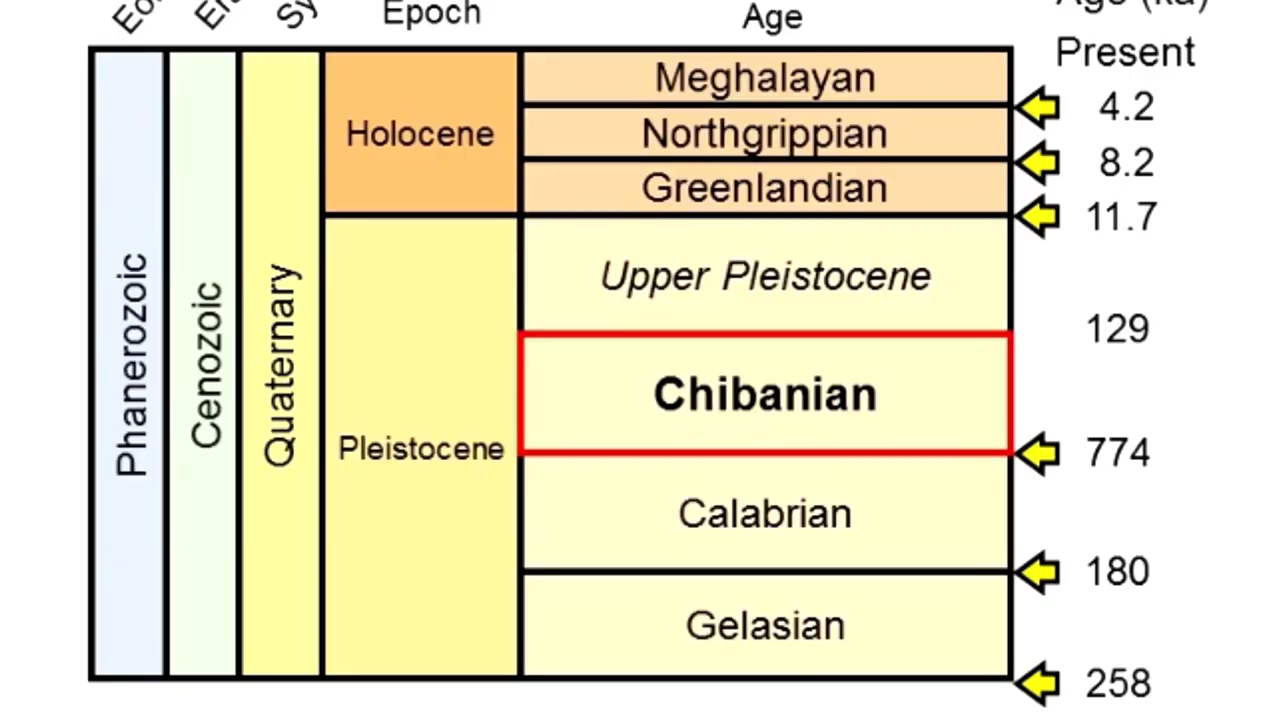 Epoch
Age
Present
Meghalayan
4.2
Holocene
Northgrippian
8.2
Greenlandian
11.7
Phanerozoic
Cenozoic
Quaternary
Pleistocene
Upper Pleistocene
129
Chibanian
774
Calabrian
180
Gelasian
258